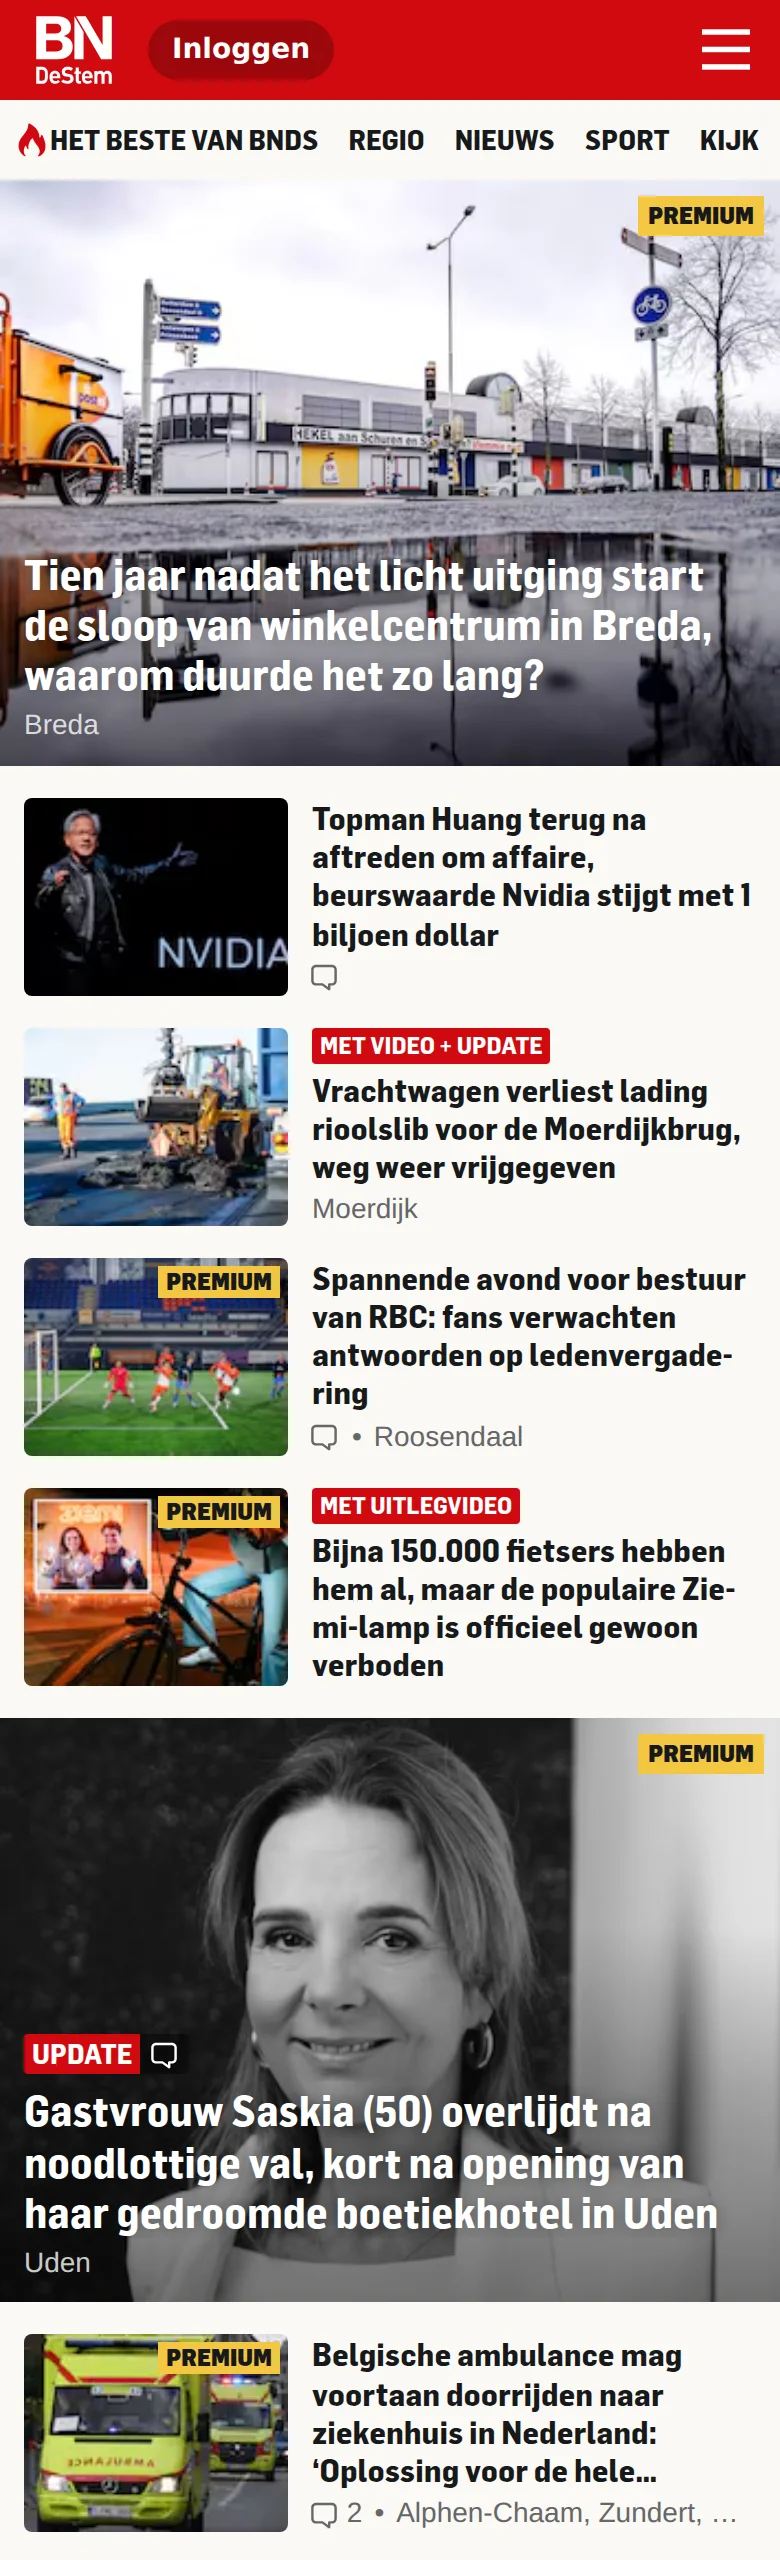 BN
DeStem
Inloggen
HET BESTE VAN BNDS REGIO NIEUWS SPORT KIJK
PREMIUM
post
HEKEL aan Schuren en
Tien jaar nadat het licht uitging start
de sloop van winkelcentrum in Breda,
waarom duurde het zo lang?
Breda
NVIDIA
Topman Huang terug na
aftreden om affaire,
beurswaarde Nvidia stijgt met 1
biljoen dollar
MET VIDEO + UPDATE
Vrachtwagen verliest lading
rioolslib voor de Moerdijkbrug,
weg weer vrijgegeven
Moerdijk
PREMIUM
Spannende avond voor bestuur
van RBC: fans verwachten
antwoorden op ledenvergade-
ring
• Roosendaal
PREMIUM
MET UITLEGVIDEO
Bijna 150.000 fietsers hebben
hem al, maar de populaire Zie-
mi-lamp is officieel gewoon
verboden
PREMIUM
UPDATE
Gastvrouw Saskia (50) overlijdt na
noodlottige val, kort na opening van
haar gedroomde boetiekhotel in Uden
Uden
PREMIUM
AMBULANCE
Belgische ambulance mag
voortaan doorrijden naar
ziekenhuis in Nederland:
‘Oplossing voor de hele...
2 • Alphen-Chaam, Zundert, ...